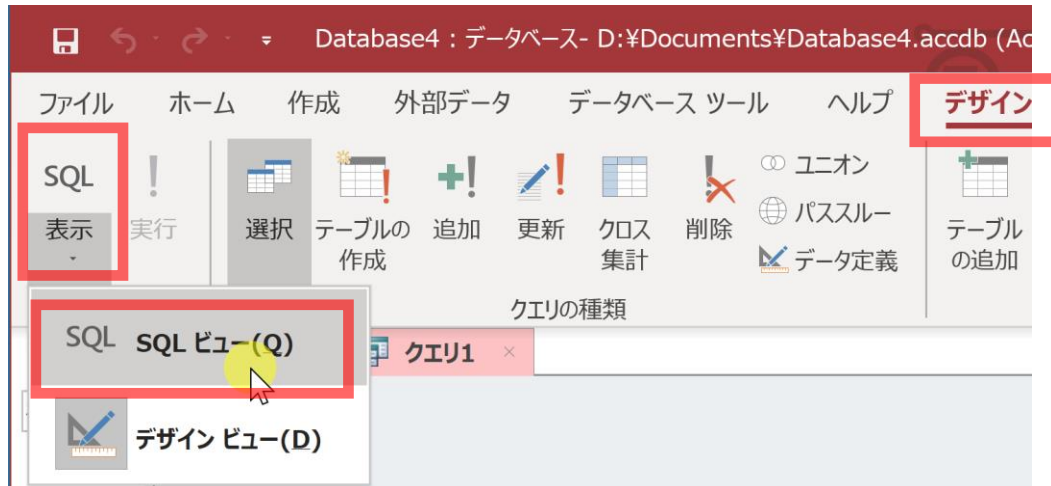 Database4 : データベース- D:¥Documents¥Database4.accdb (Ac
ファイル ホーム 作成 外部データ データベース ツール ヘルプ デザイン
SQL
表示
実行
選択
テーブルの
作成
追加
更新
クロス
集計
削除
ユニオン
パススルー
データ定義
テーブル
の追加
クエリの種類
SQL SQL ビュー(Q)
クエリ1
デザイン ビュー(D)